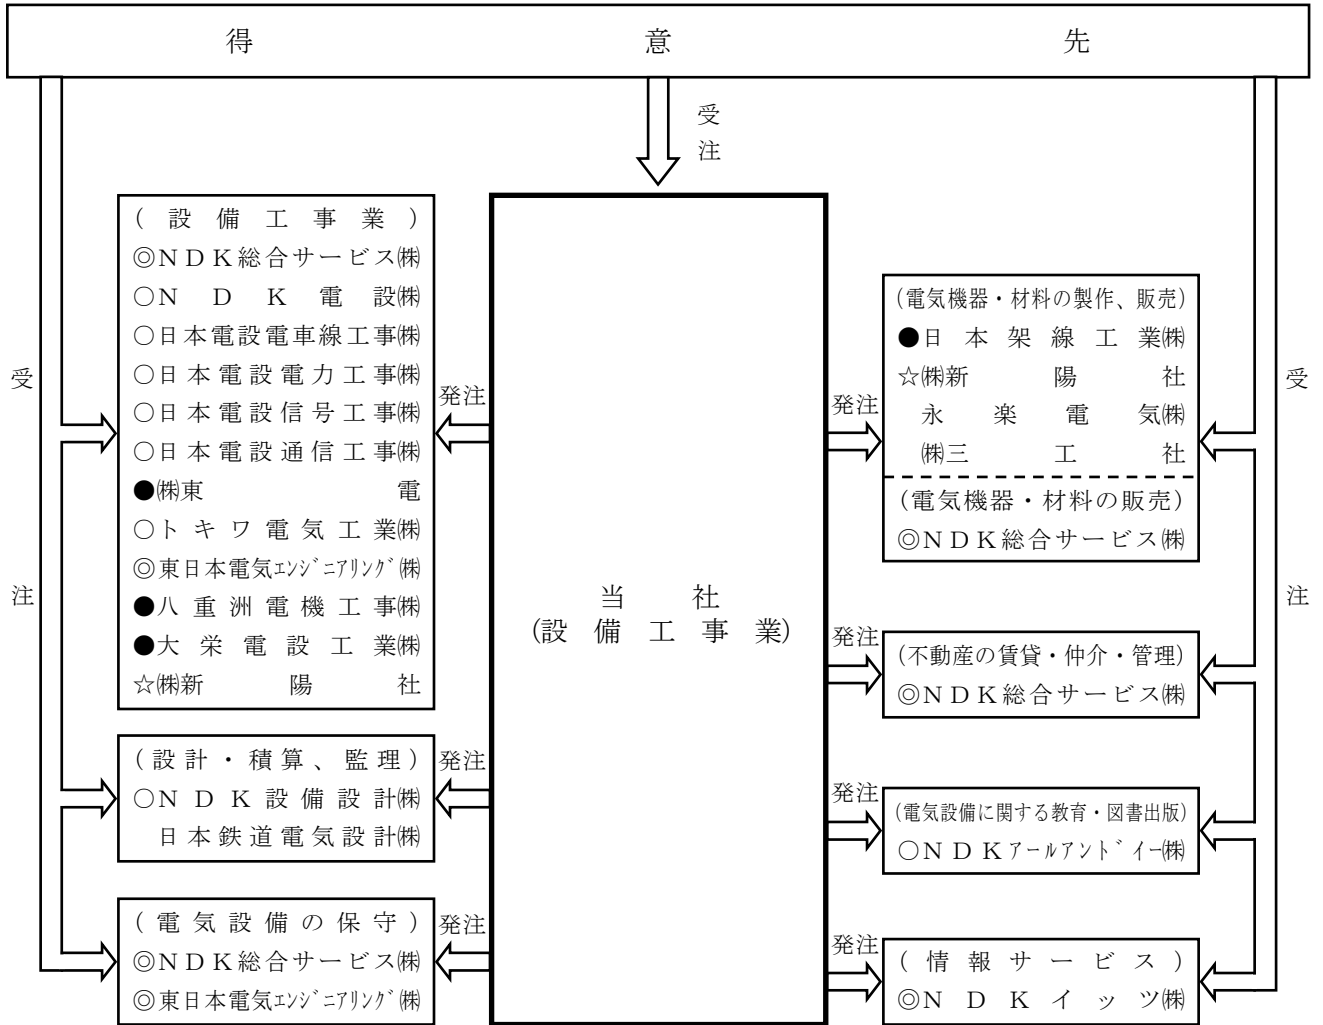 得意先
受注
受注
(設備工事業)
◎NDK総合サービス㈱
○NDK電設㈱
○日本電設電車線工事㈱
○日本電設電力工事㈱
○日本電設信号工事㈱
○日本電設通信工事㈱
●㈱東電
○トキワ電気工業㈱
◎東日本電気エンジニアリング㈱
●八重洲電機工事㈱
●大栄電設工業㈱
☆㈱新陽社
発注
(設計・積算、監理)
○NDK設備設計㈱
日本鉄道電気設計㈱
発注
(電気設備の保守)
◎NDK総合サービス㈱
◎東日本電気エンジニアリング㈱
発注
当社
(設備工事業)
発注
(電気機器・材料の製作、販売)
●日本架線工業㈱
☆㈱新陽社
永楽電気㈱
㈱三工社
(電気機器・材料の販売)
◎NDK総合サービス㈱
発注
(不動産の賃貸・仲介・管理)
◎NDK総合サービス㈱
発注
(電気設備に関する教育・図書出版)
○NDKアールアンドイー㈱
発注
(情報サービス)
◎NDKイッツ㈱
受注